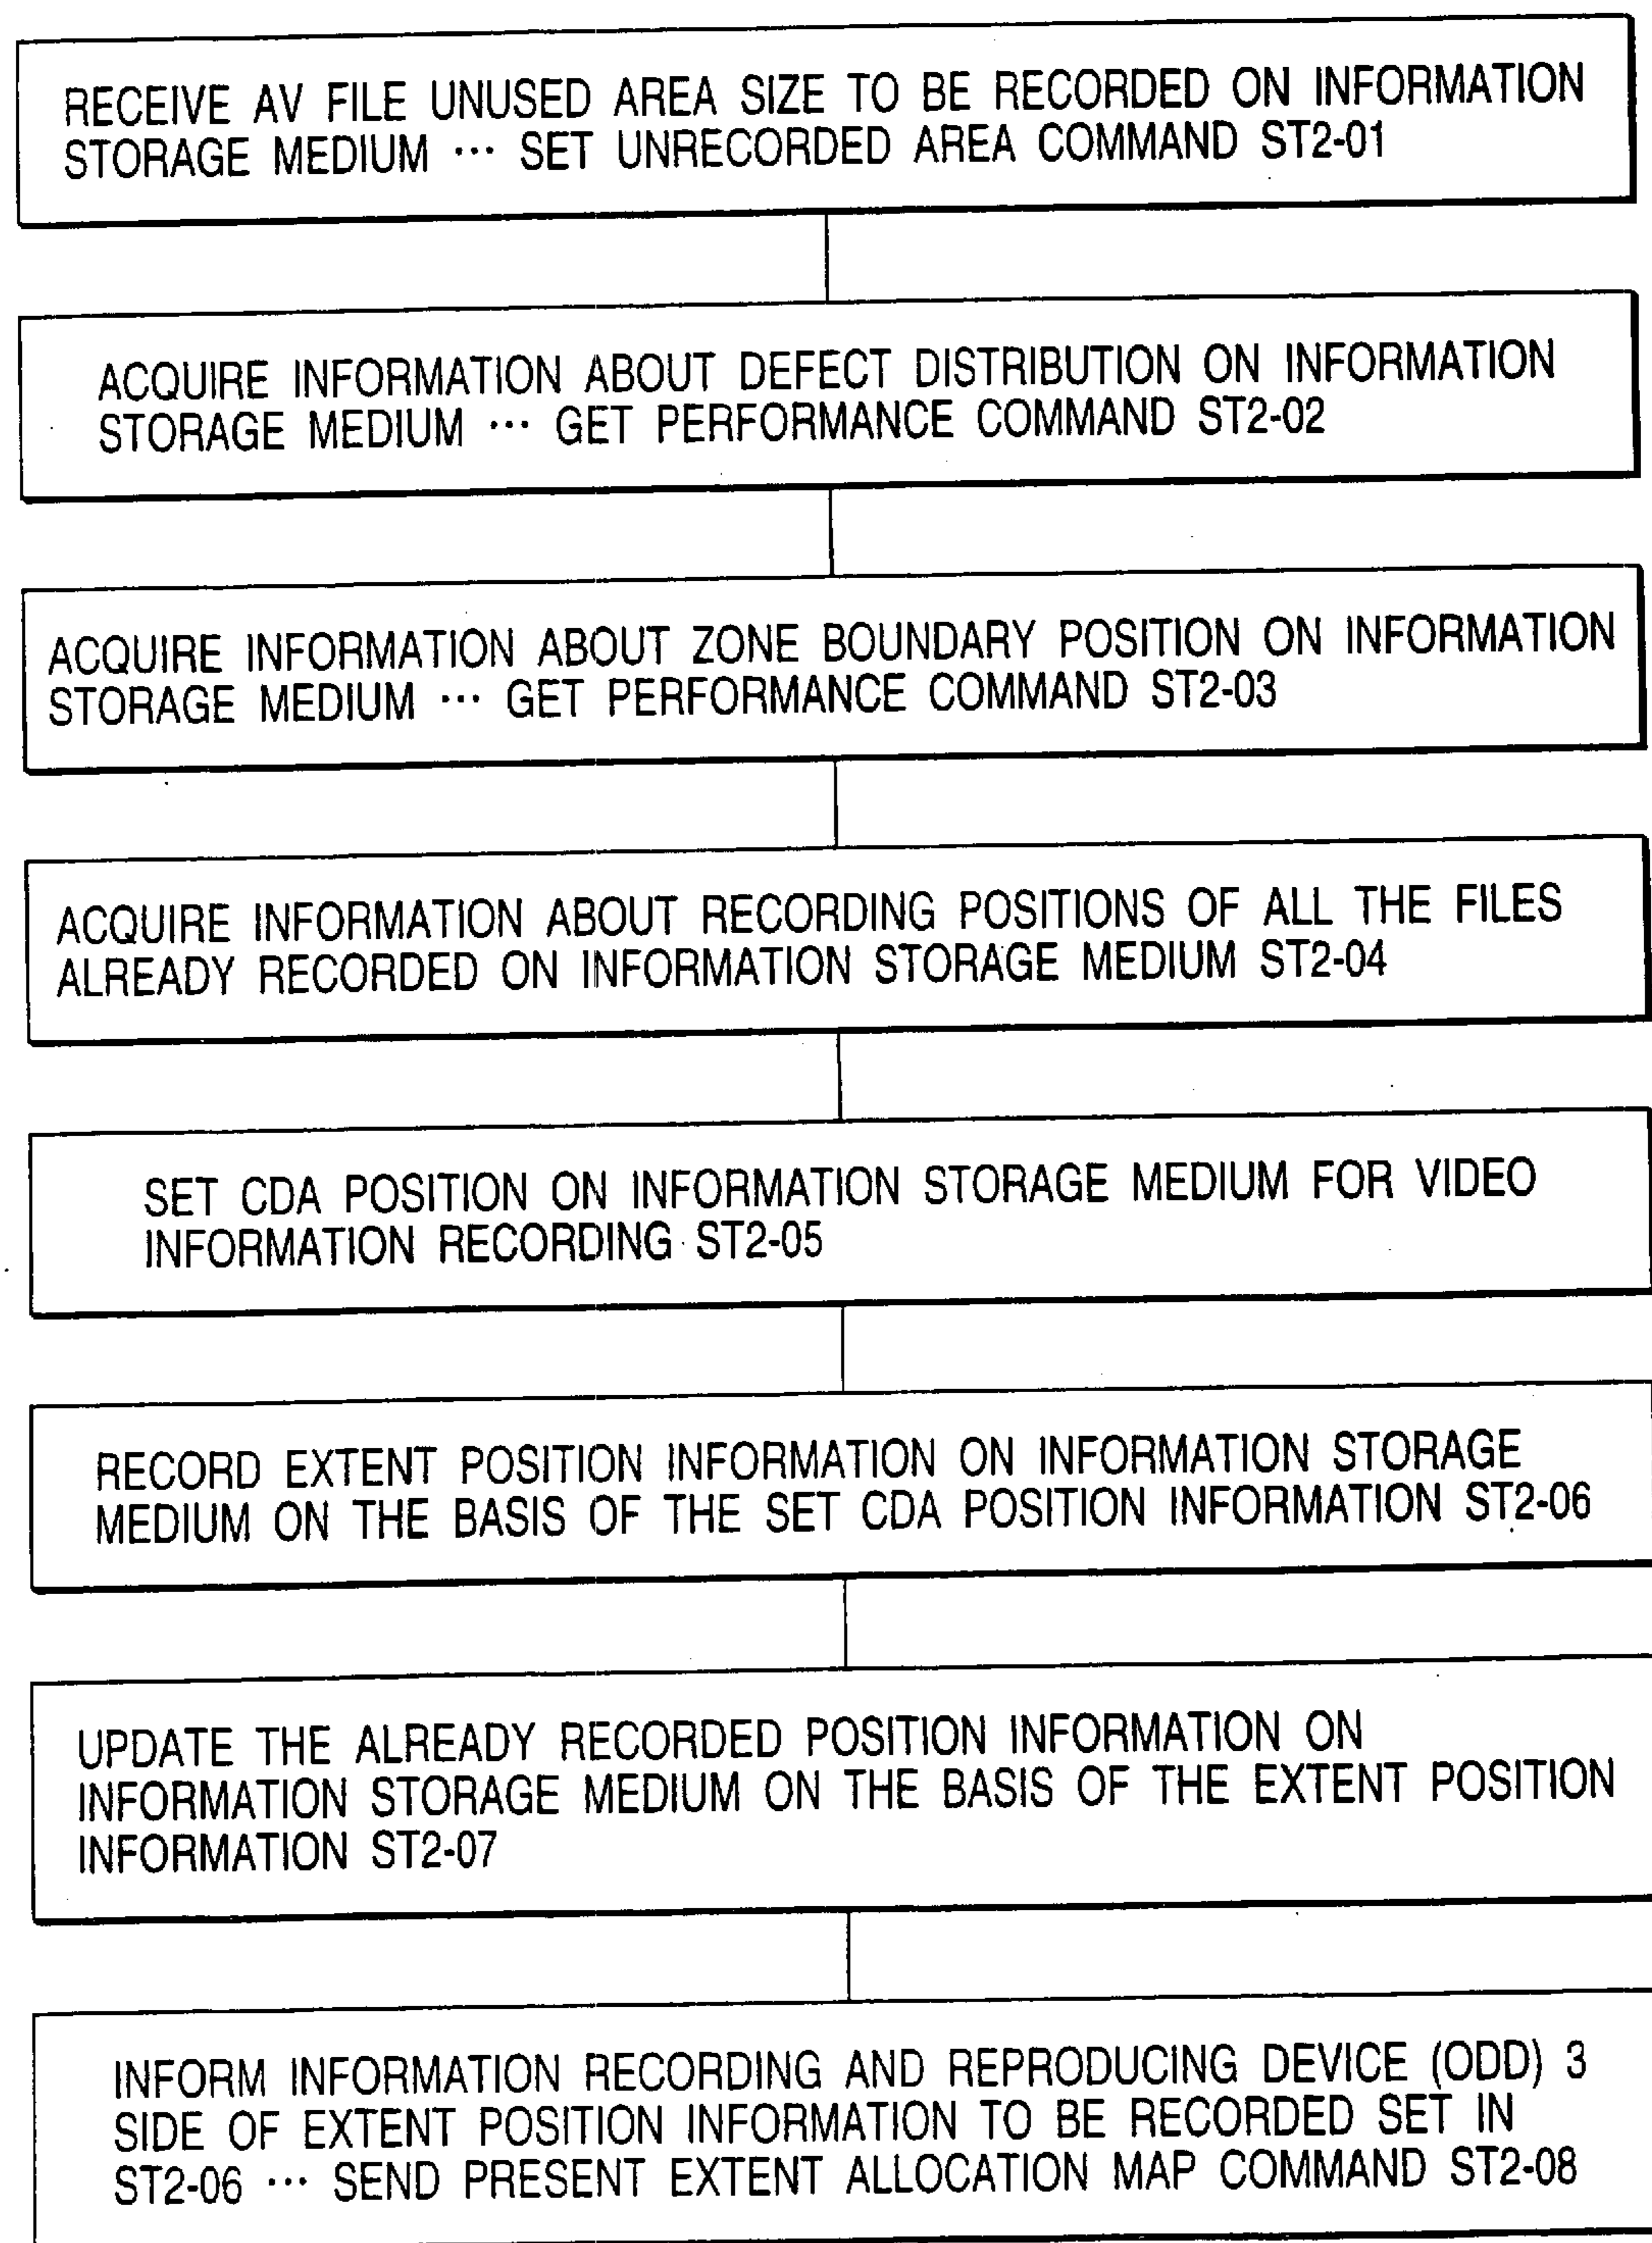 RECEIVE AV FILE UNUSED AREA SIZE TO BE RECORDED ON INFORMATION
STORAGE MEDIUM ··· SET UNRECORDED AREA COMMAND ST2-01
ACQUIRE INFORMATION ABOUT DEFECT DISTRIBUTION ON INFORMATION
STORAGE MEDIUM ··· GET PERFORMANCE COMMAND ST2-02
ACQUIRE INFORMATION ABOUT ZONE BOUNDARY POSITION ON INFORMATION
STORAGE MEDIUM ··· GET PERFORMANCE COMMAND ST2-03
ACQUIRE INFORMATION ABOUT RECORDING POSITIONS OF ALL THE FILES
ALREADY RECORDED ON INFORMATION STORAGE MEDIUM ST2-04
SET CDA POSITION ON INFORMATION STORAGE MEDIUM FOR VIDEO
INFORMATION RECORDING ST2-05
RECORD EXTENT POSITION INFORMATION ON INFORMATION STORAGE
MEDIUM ON THE BASIS OF THE SET CDA POSITION INFORMATION ST2-06
UPDATE THE ALREADY RECORDED POSITION INFORMATION ON
INFORMATION STORAGE MEDIUM ON THE BASIS OF THE EXTENT POSITION
INFORMATION ST2-07
INFORM INFORMATION RECORDING AND REPRODUCING DEVICE (ODD) 3
SIDE OF EXTENT POSITION INFORMATION TO BE RECORDED SET IN
ST2-06 ··· SEND PRESENT EXTENT ALLOCATION MAP COMMAND ST2-08